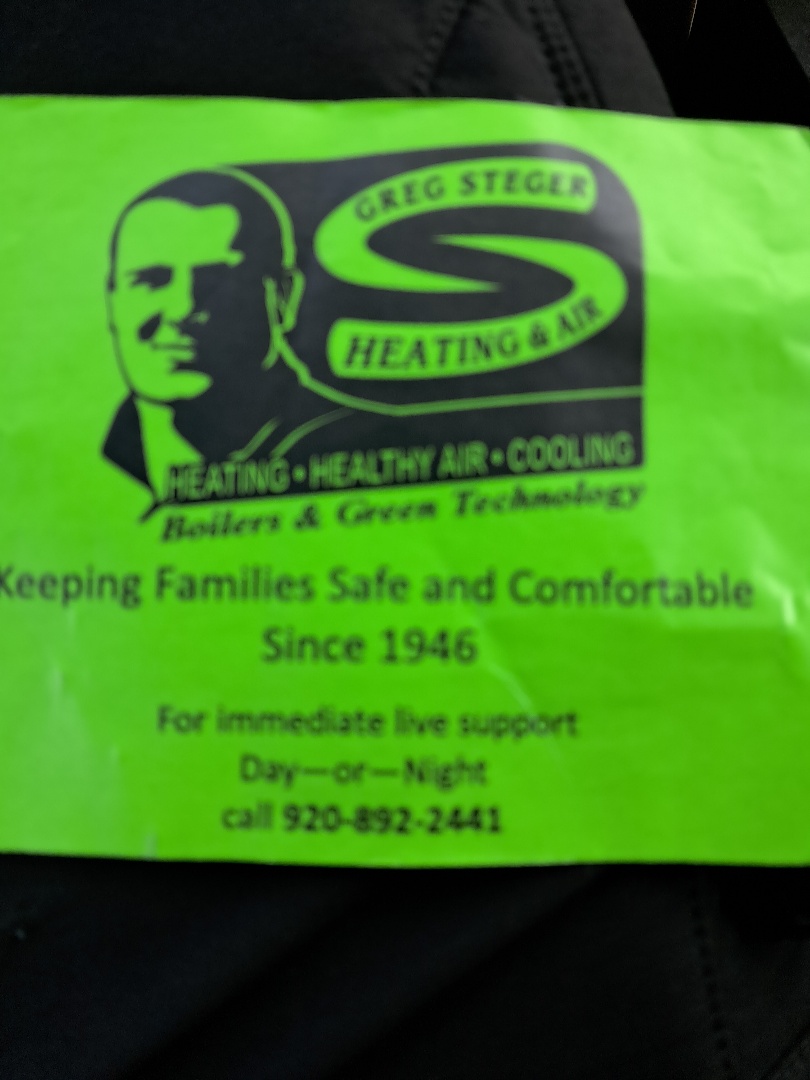 GREG STEGER
HEATING & AIR
HEATING • HEALTHY AIR • COOLING
Boilers & Green Technology
Keeping Families Safe and Comfortable
Since 1946
For immediate live support
Day—or—Night
call 920-892-2441